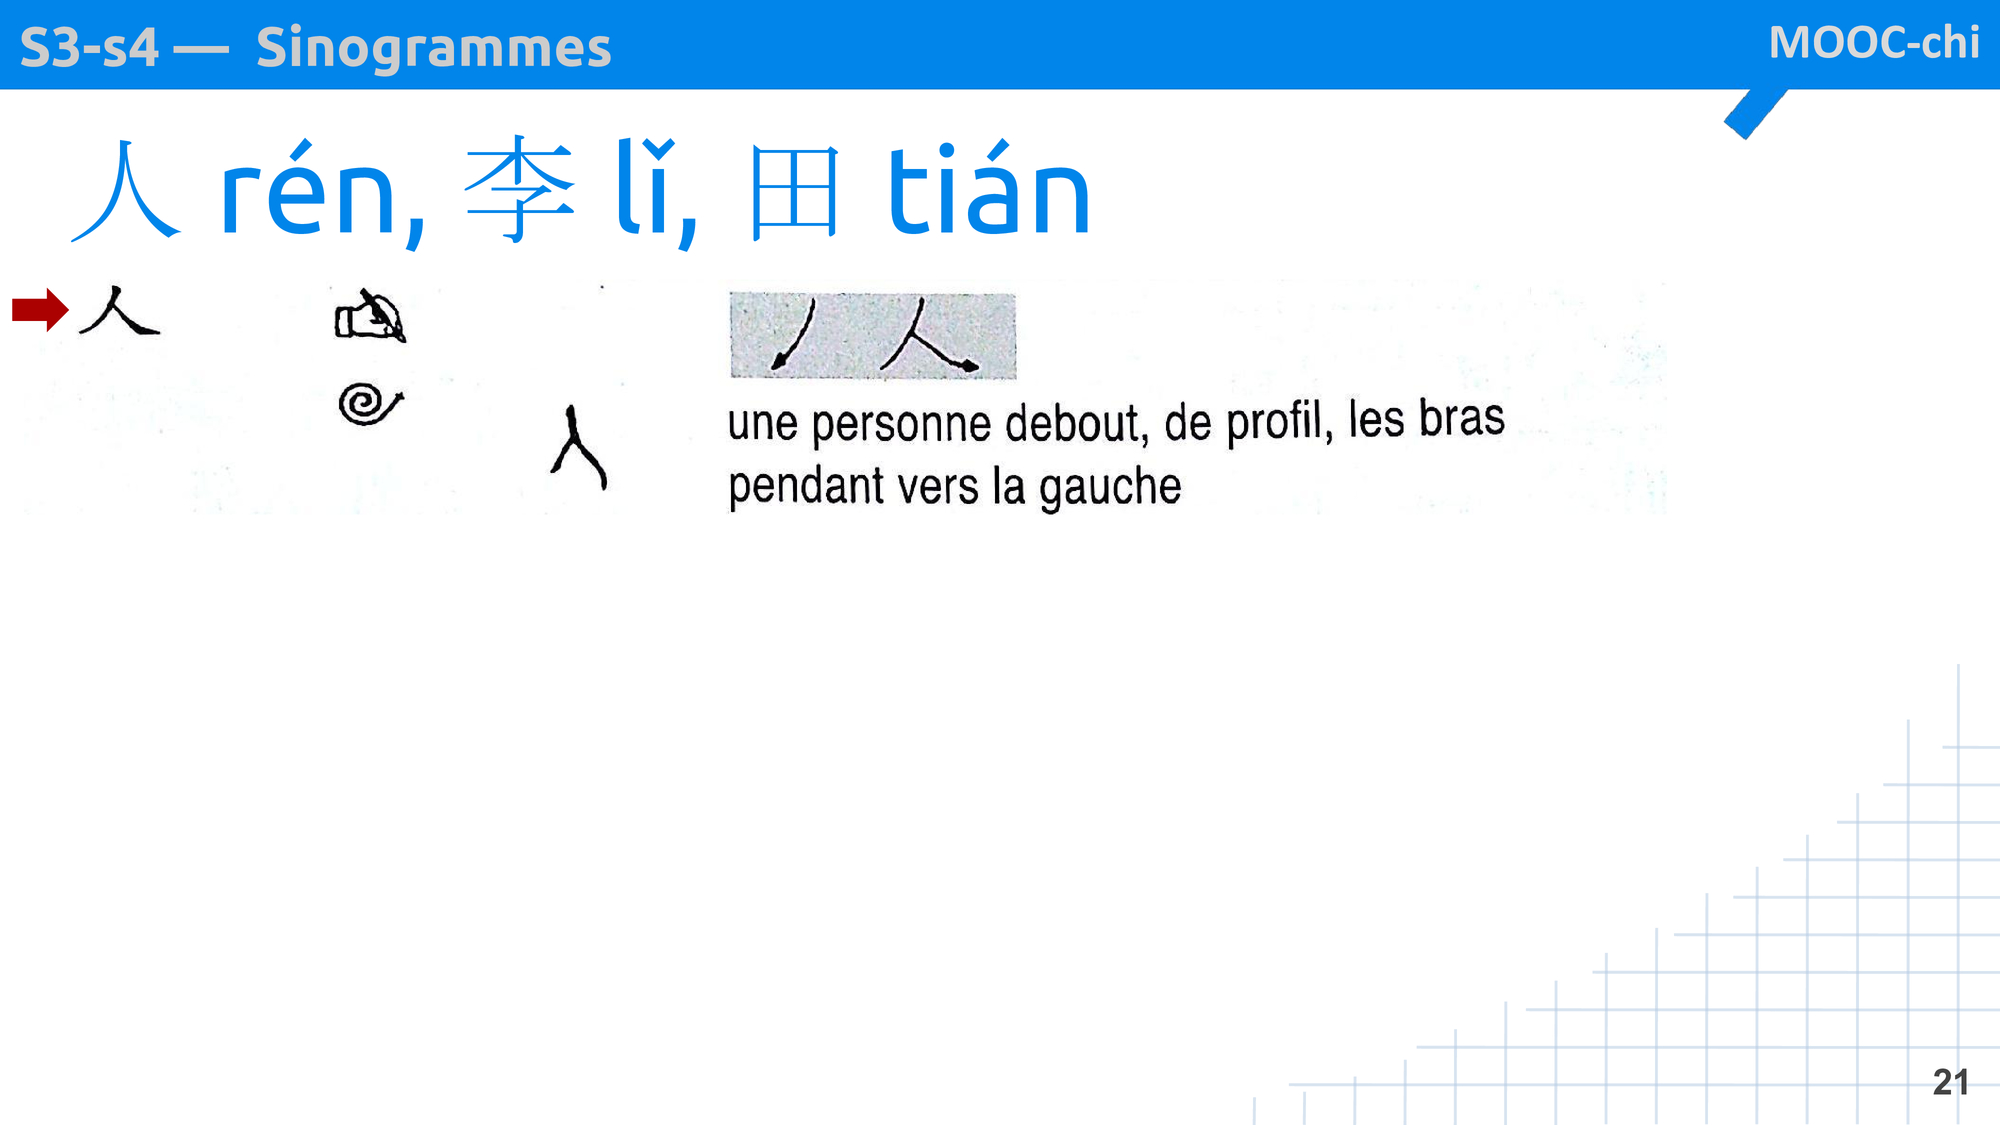 S3-s4 — Sinogrammes
MOOC-chi
人 rén, 李 lǐ, 田 tián
人
丿 人
人
une personne debout, de profil, les bras
pendant vers la gauche
21